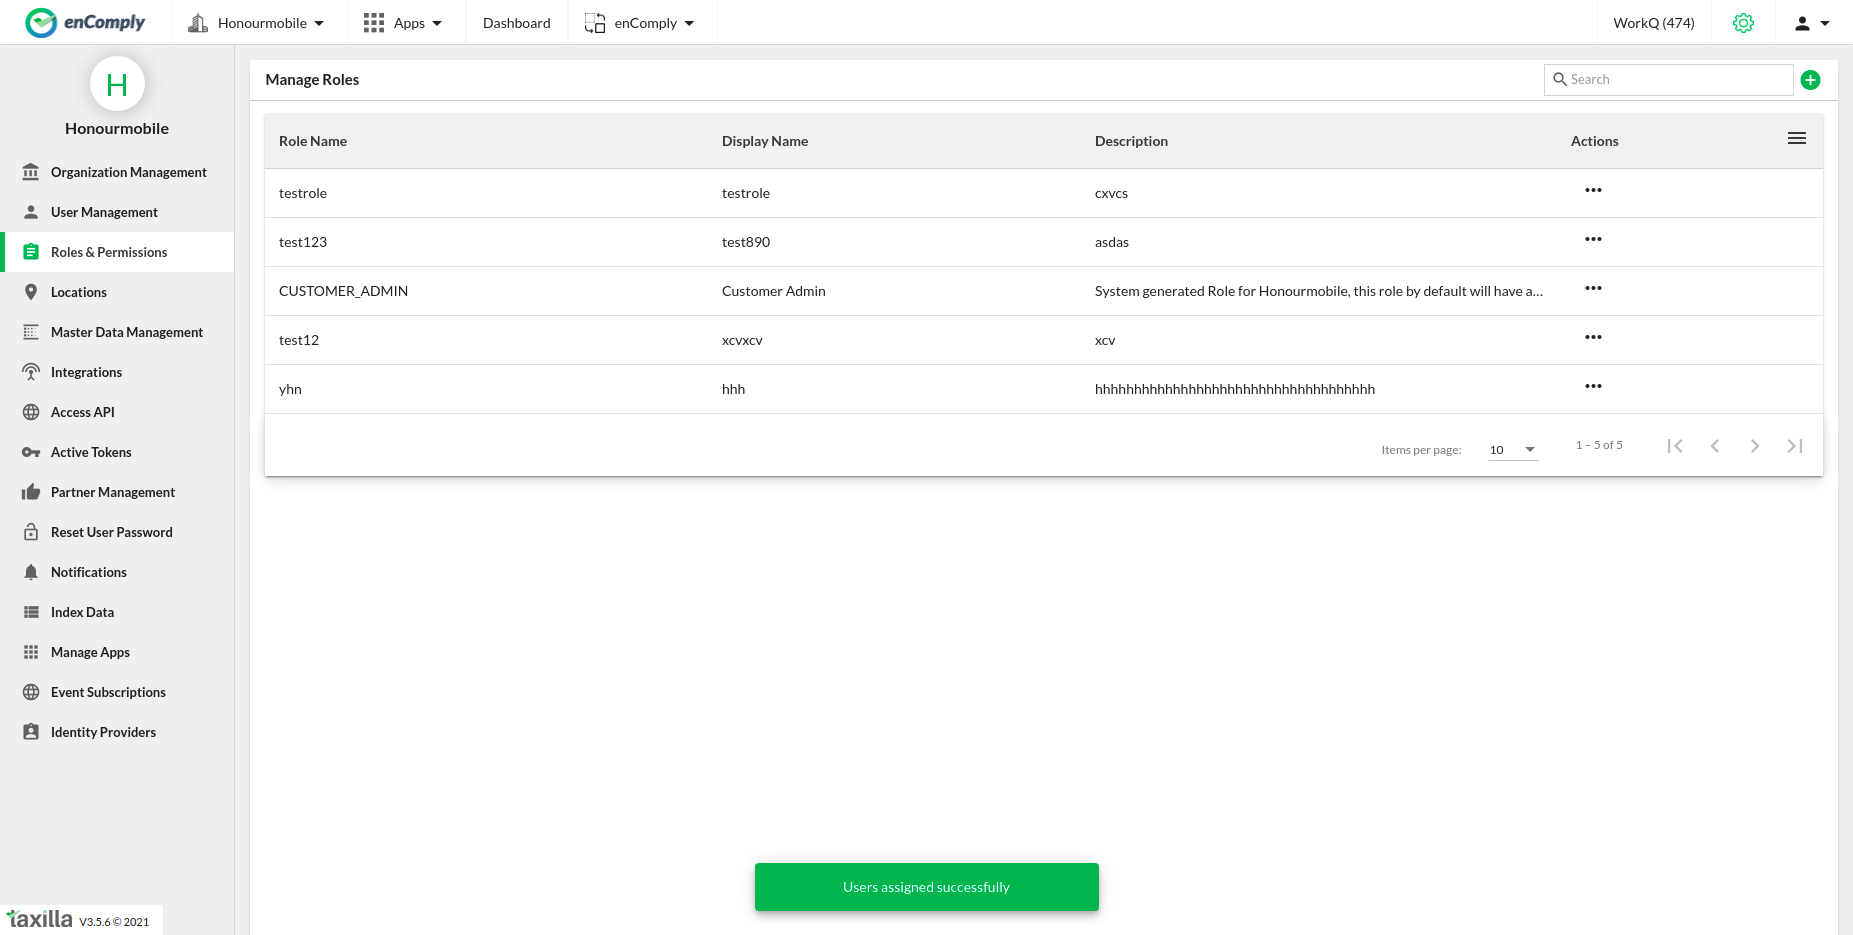 enComply
Honourmobile
Apps
Dashboard
enComply
WorkQ (474)
H
Honourmobile
Organization Management
User Management
Roles & Permissions
Locations
Master Data Management
Integrations
Access API
Active Tokens
Partner Management
Reset User Password
Notifications
Index Data
Manage Apps
Event Subscriptions
Identity Providers
taxilla V3.5.6 © 2021
Manage Roles
Search
Role Name Display Name Description Actions
testrole testrole cxvcs
test123 test890 asdas
CUSTOMER_ADMIN Customer Admin System generated Role for Honourmobile, this role by default will have a...
test12 xcvxcv xcv
yhn hhh hhhhhhhhhhhhhhhhhhhhhhhhhhhhhhhhhhhh
Items per page: 10 1 – 5 of 5
Users assigned successfully